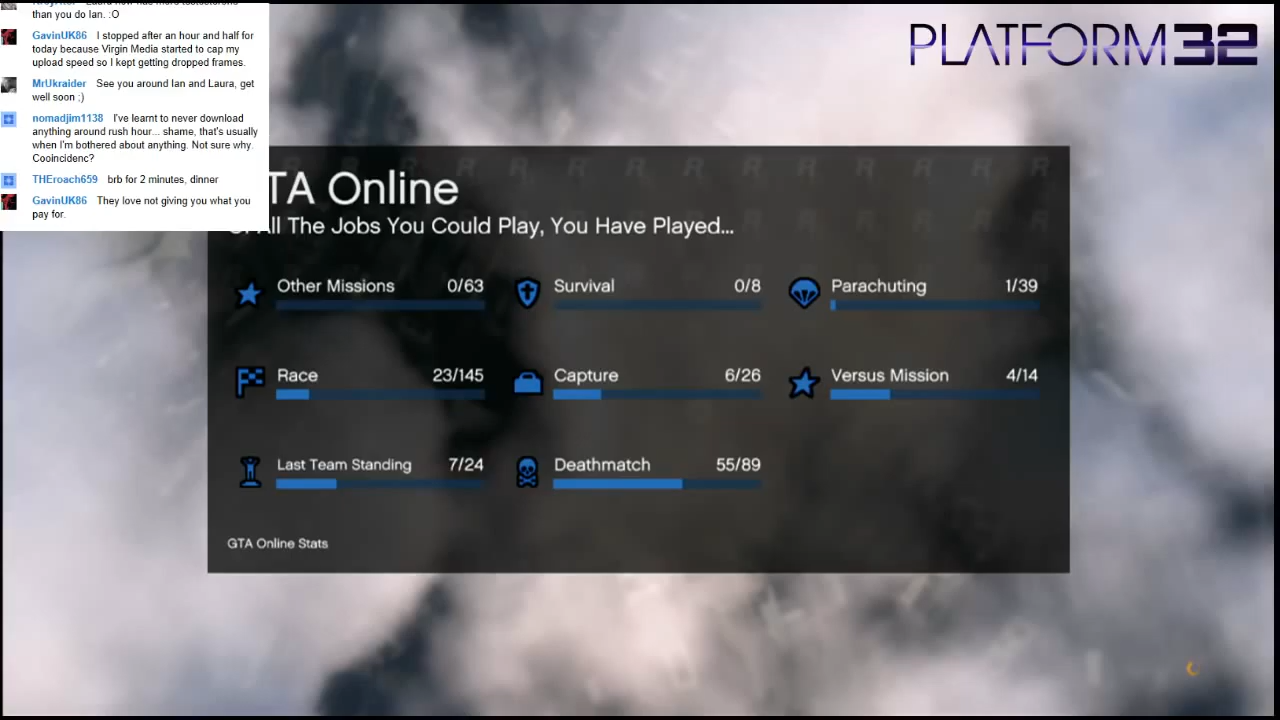 than you do Ian. :O
GavinUK86 I stopped after an hour and half for
today because Virgin Media started to cap my
upload speed so I kept getting dropped frames.
MrUkraider See you around Ian and Laura, get
well soon ;)
nomadjim1138 I've learnt to never download
anything around rush hour... shame, that's usually
when I'm bothered about anything. Not sure why.
Cooincidenc?
THEroach659 brb for 2 minutes, dinner
GavinUK86 They love not giving you what you
pay for.
PLATFORM32
TA Online
All The Jobs You Could Play, You Have Played...
Other Missions 0/63
Survival 0/8
Parachuting 1/39
Race 23/145
Capture 6/26
Versus Mission 4/14
Last Team Standing 7/24
Deathmatch 55/89
GTA Online Stats